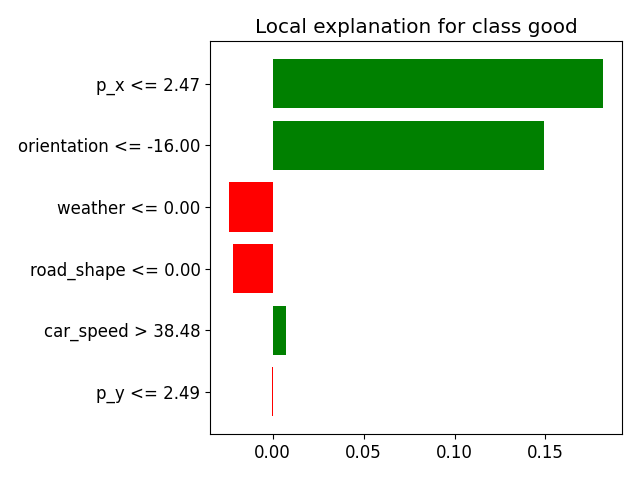 Local explanation for class good
p_x <= 2.47
orientation <= -16.00
weather <= 0.00
road_shape <= 0.00
car_speed > 38.48
p_y <= 2.49
0.00 0.05 0.10 0.15